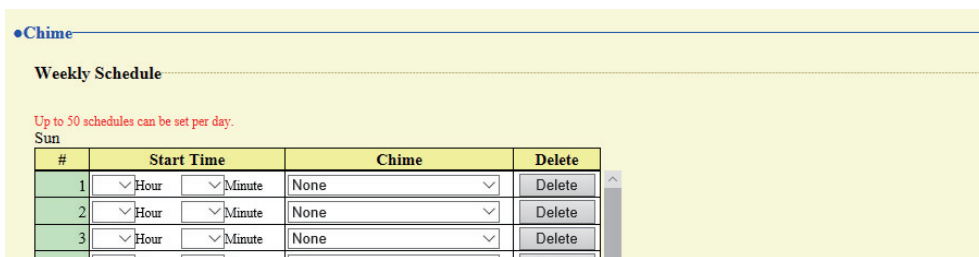 ●Chime
Weekly Schedule
Up to 50 schedules can be set per day.
Sun
# Start Time Chime Delete
1 Hour Minute None Delete
2 Hour Minute None Delete
3 Hour Minute None Delete